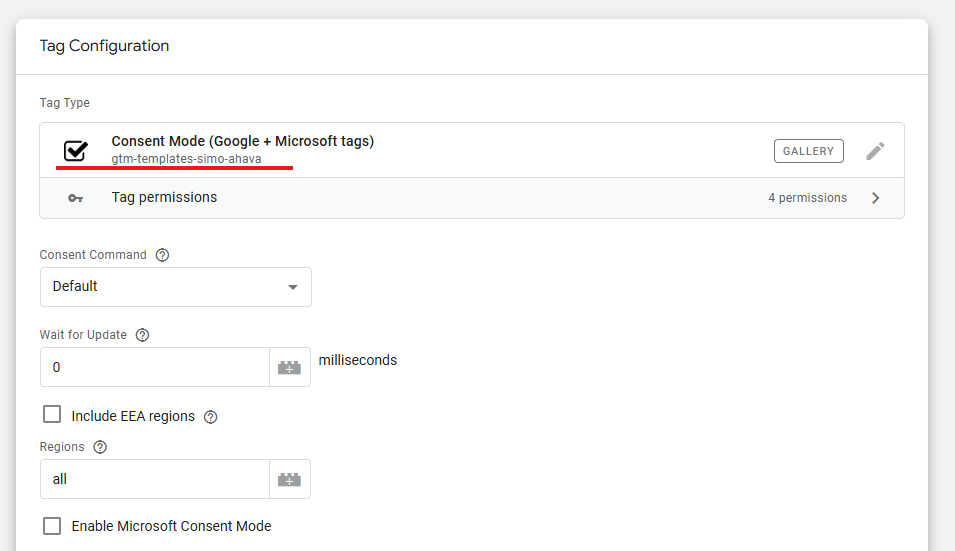 Tag Configuration
Tag Type
Consent Mode (Google + Microsoft tags)
gtm-templates-simo-ahava
GALLERY
Tag permissions
4 permissions
Consent Command
Default
Wait for Update
0
milliseconds
Include EEA regions
Regions
all
Enable Microsoft Consent Mode